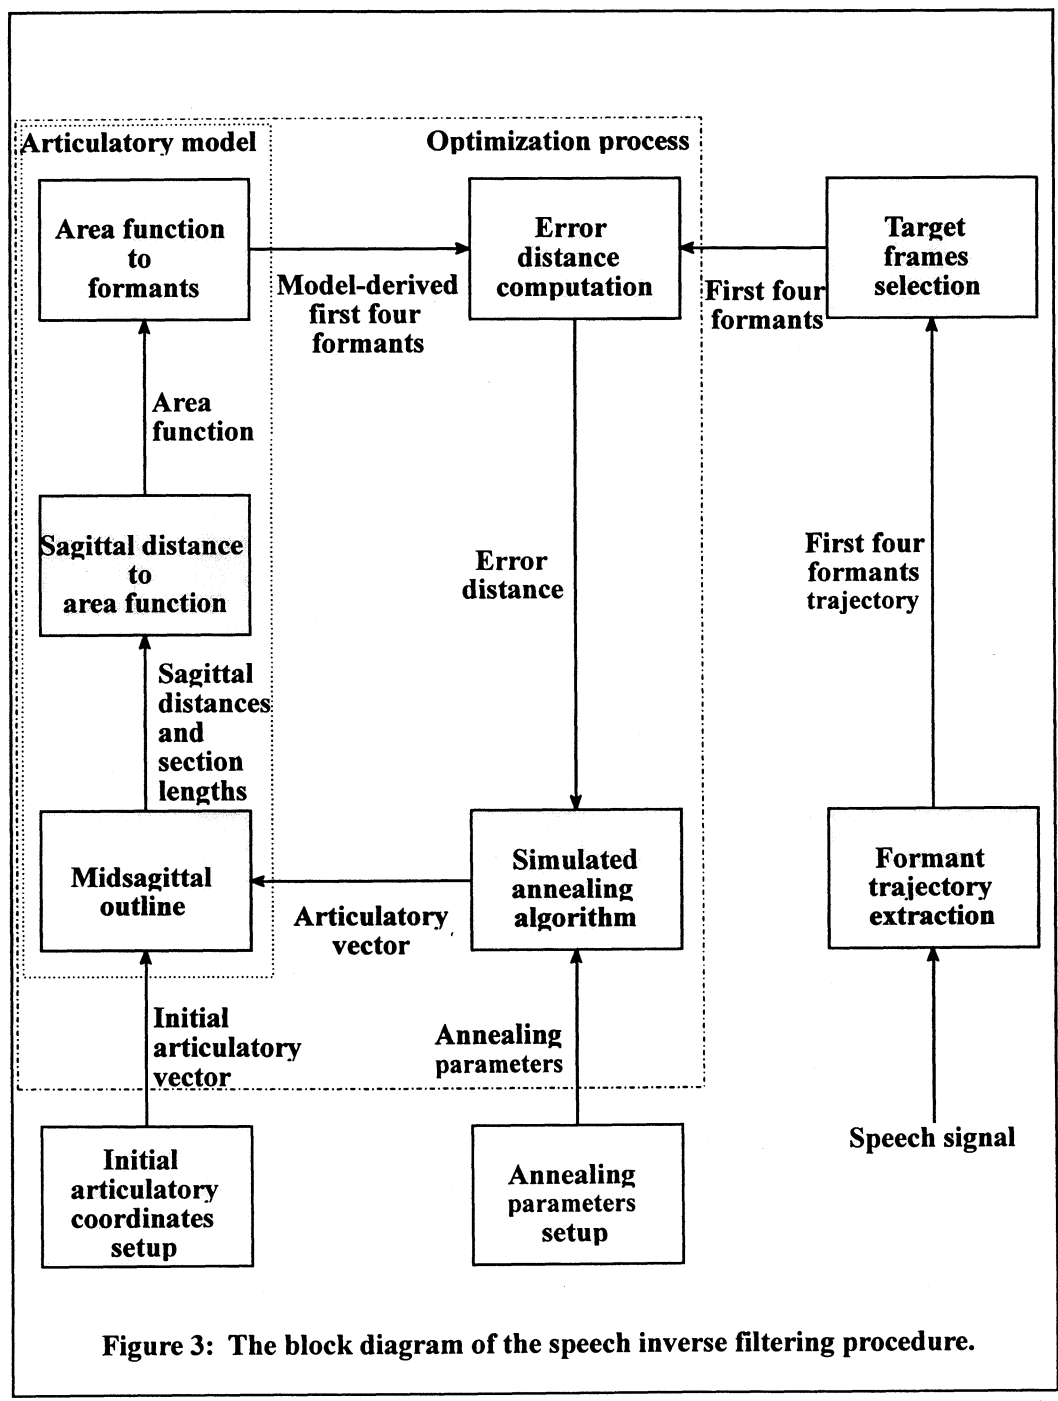 Articulatory model
Optimization process
Area function
to
formants
Error
distance
computation
Target
frames
selection
Model-derived
first four
formants
First four
formants
Area
function
Sagittal distance
to
area function
Error
distance
First four
formants
trajectory
Sagittal
distances
and
section
lengths
Midsagittal
outline
Simulated
annealing
algorithm
Formant
trajectory
extraction
Articulatory
vector
Initial
articulatory
vector
Annealing
parameters
Speech signal
Initial
articulatory
coordinates
setup
Annealing
parameters
setup
Figure 3: The block diagram of the speech inverse filtering procedure.